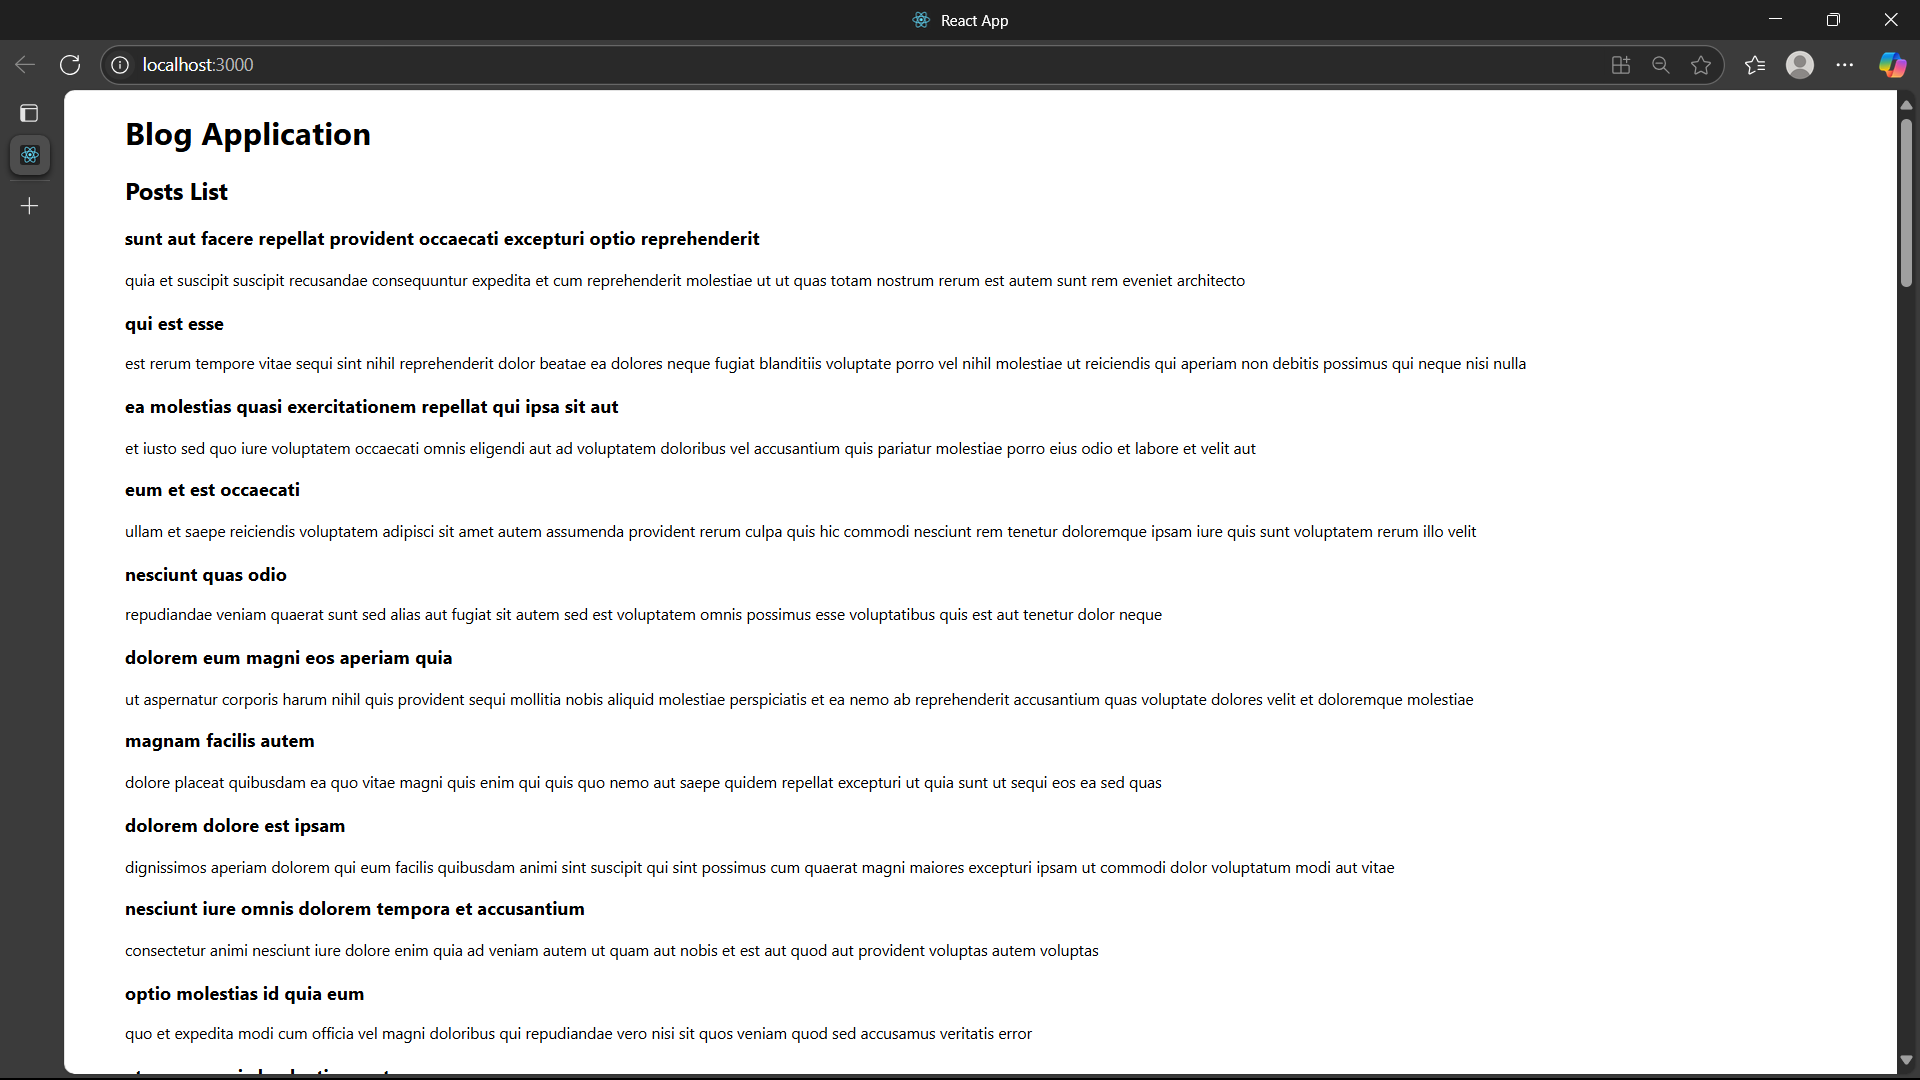 React App
localhost:3000
Blog Application
Posts List
sunt aut facere repellat provident occaecati excepturi optio reprehenderit
quia et suscipit suscipit recusandae consequuntur expedita et cum reprehenderit molestiae ut ut quas totam nostrum rerum est autem sunt rem eveniet architecto
qui est esse
est rerum tempore vitae sequi sint nihil reprehenderit dolor beatae ea dolores neque fugiat blanditiis voluptate porro vel nihil molestiae ut reiciendis qui aperiam non debitis possimus qui neque nisi nulla
ea molestias quasi exercitationem repellat qui ipsa sit aut
et iusto sed quo iure voluptatem occaecati omnis eligendi aut ad voluptatem doloribus vel accusantium quis pariatur molestiae porro eius odio et labore et velit aut
eum et est occaecati
ullam et saepe reiciendis voluptatem adipisci sit amet autem assumenda provident rerum culpa quis hic commodi nesciunt rem tenetur doloremque ipsam iure quis sunt voluptatem rerum illo velit
nesciunt quas odio
repudiandae veniam quaerat sunt sed alias aut fugiat sit autem sed est voluptatem omnis possimus esse voluptatibus quis est aut tenetur dolor neque
dolorem eum magni eos aperiam quia
ut aspernatur corporis harum nihil quis provident sequi mollitia nobis aliquid molestiae perspiciatis et ea nemo ab reprehenderit accusantium quas voluptate dolores velit et doloremque molestiae
magnam facilis autem
dolore placeat quibusdam ea quo vitae magni quis enim qui quis quo nemo aut saepe quidem repellat excepturi ut quia sunt ut sequi eos ea sed quas
dolorem dolore est ipsam
dignissimos aperiam dolorem qui eum facilis quibusdam animi sint suscipit qui sint possimus cum quaerat magni maiores excepturi ipsam ut commodi dolor voluptatum modi aut vitae
nesciunt iure omnis dolorem tempora et accusantium
consectetur animi nesciunt iure dolore enim quia ad veniam autem ut quam aut nobis et est aut quod aut provident voluptas autem voluptas
optio molestias id quia eum
quo et expedita modi cum officia vel magni doloribus qui repudiandae vero nisi sit quos veniam quod sed accusamus veritatis error